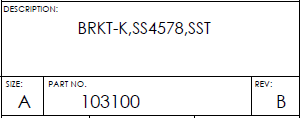 DESCRIPTION:
BRKT-K,SS4578,SST
SIZE: PART NO. REV:
A 103100 B